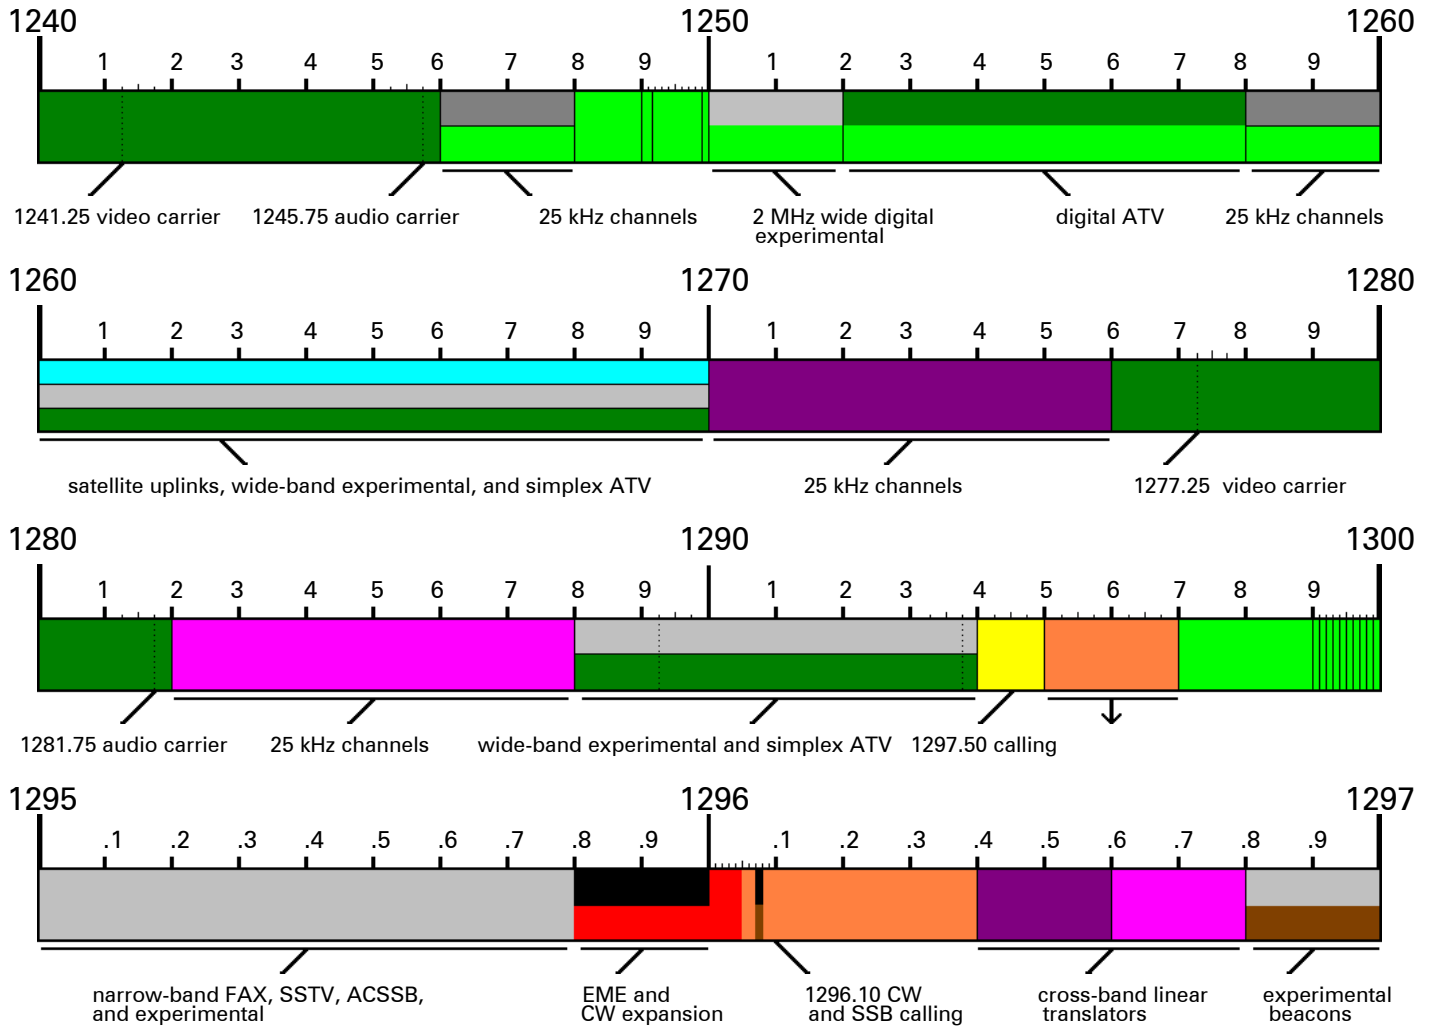 1240 1250 1260
1 2 3 4 5 6 7 8 9 1 2 3 4 5 6 7 8 9
1241.25 video carrier 1245.75 audio carrier 25 kHz channels 2 MHz wide digital digital ATV 25 kHz channels
experimental
1260 1270 1280
1 2 3 4 5 6 7 8 9 1 2 3 4 5 6 7 8 9
satellite uplinks, wide-band experimental, and simplex ATV 25 kHz channels 1277.25 video carrier
1280 1290 1300
1 2 3 4 5 6 7 8 9 1 2 3 4 5 6 7 8 9
1281.75 audio carrier 25 kHz channels wide-band experimental and simplex ATV 1297.50 calling
1295 1296 1297
.1 .2 .3 .4 .5 .6 .7 .8 .9 .1 .2 .3 .4 .5 .6 .7 .8 .9
narrow-band FAX, SSTV, ACSSB, EME and 1296.10 CW cross-band linear experimental
and experimental CW expansion and SSB calling translators beacons